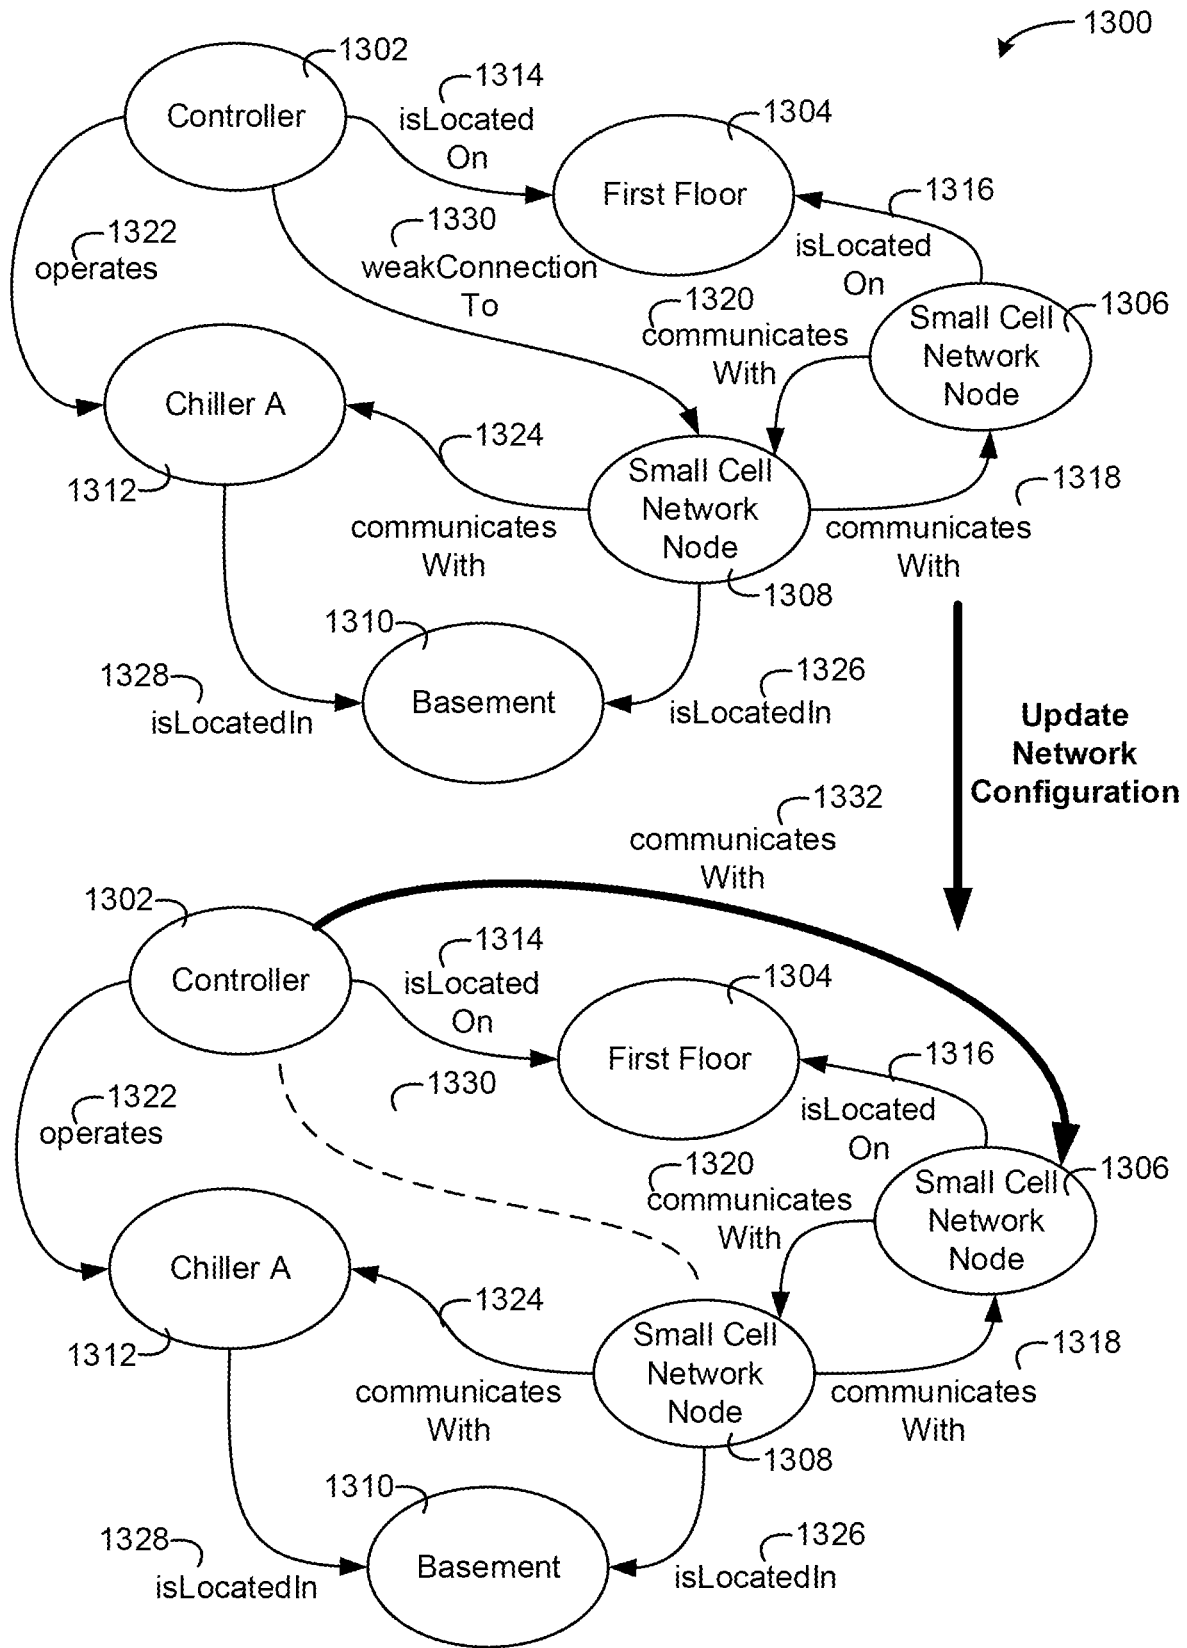 1300
1302
Controller
1314
isLocated
On
1304
First Floor
1316
isLocated
On
1322
operates
1330
weakConnection
To
1320
communicates
With
1306
Small Cell
Network
Node
Chiller A
1312
1324
communicates
With
Small Cell
Network
Node
1308
1318
communicates
With
1310
Basement
1328
isLocatedIn
1326
isLocatedIn
Update
Network
Configuration
1332
communicates
With
1302
Controller
1314
isLocated
On
1304
First Floor
1316
isLocated
On
1322
operates
1330
1320
communicates
With
1306
Small Cell
Network
Node
Chiller A
1312
1324
communicates
With
Small Cell
Network
Node
1308
1318
communicates
With
1310
Basement
1328
isLocatedIn
1326
isLocatedIn